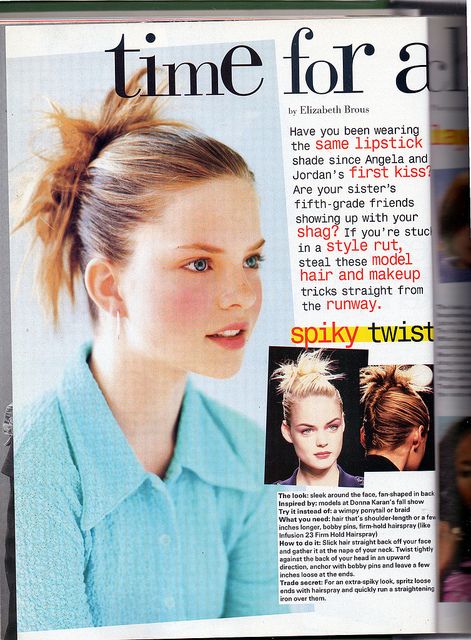 time for a
by Elizabeth Brous
Have you been wearing
the same lipstick
shade since Angela and
Jordan's first kiss?
Are your sister's
fifth-grade friends
showing up with your
shag? If you're
in a style rut,
steal these model
hair and makeup
tricks straight from
the runway.
spiky twist
The look: sleek around the face, fan-shaped in back
Inspired by: models at Donna Karan's fall show
Try it instead of: a wimpy ponytail or braid
What you need: hair that's shoulder-length or a few
inches longer, bobby pins, firm-hold hairspray (like
Infusion 23 Firm Hold Hairspray)
How to do it: Slick hair straight back off your face
and gather it at the nape of your neck. Twist tightly
against the back of your head in an upward
direction, anchor with bobby pins and leave a few
inches loose at the ends.
Trade secret: For an extra-spiky look, spritz loose
ends with hairspray and quickly run a straightening
iron over them.